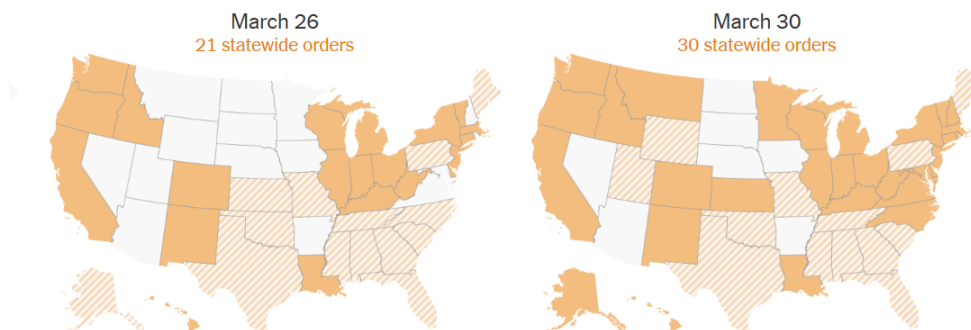 March 26
21 statewide orders
March 30
30 statewide orders